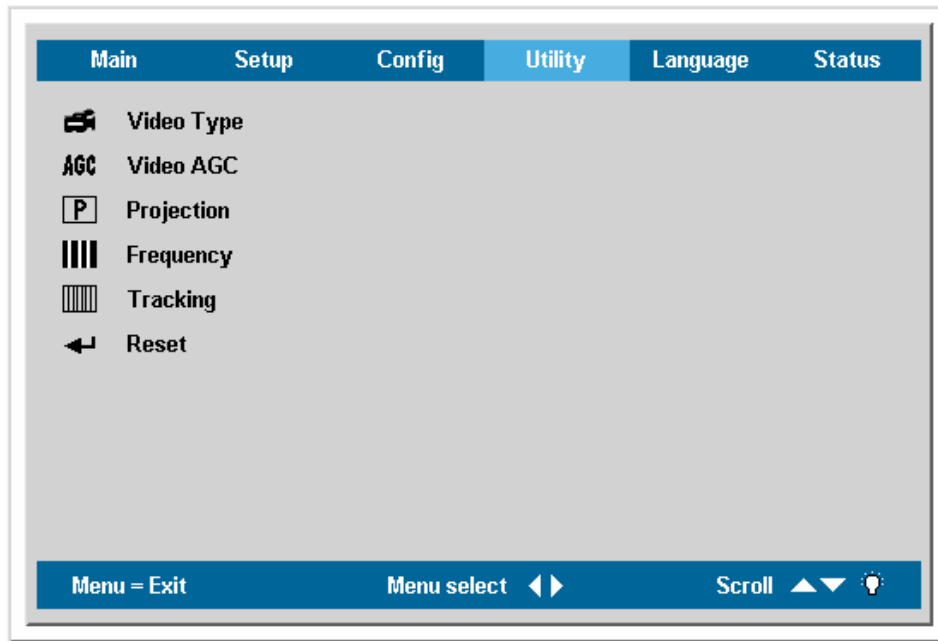 Main Setup Config Utility Language Status
Video Type
AGC Video AGC
P Projection
Frequency
Tracking
Reset
Menu = Exit Menu select Scroll